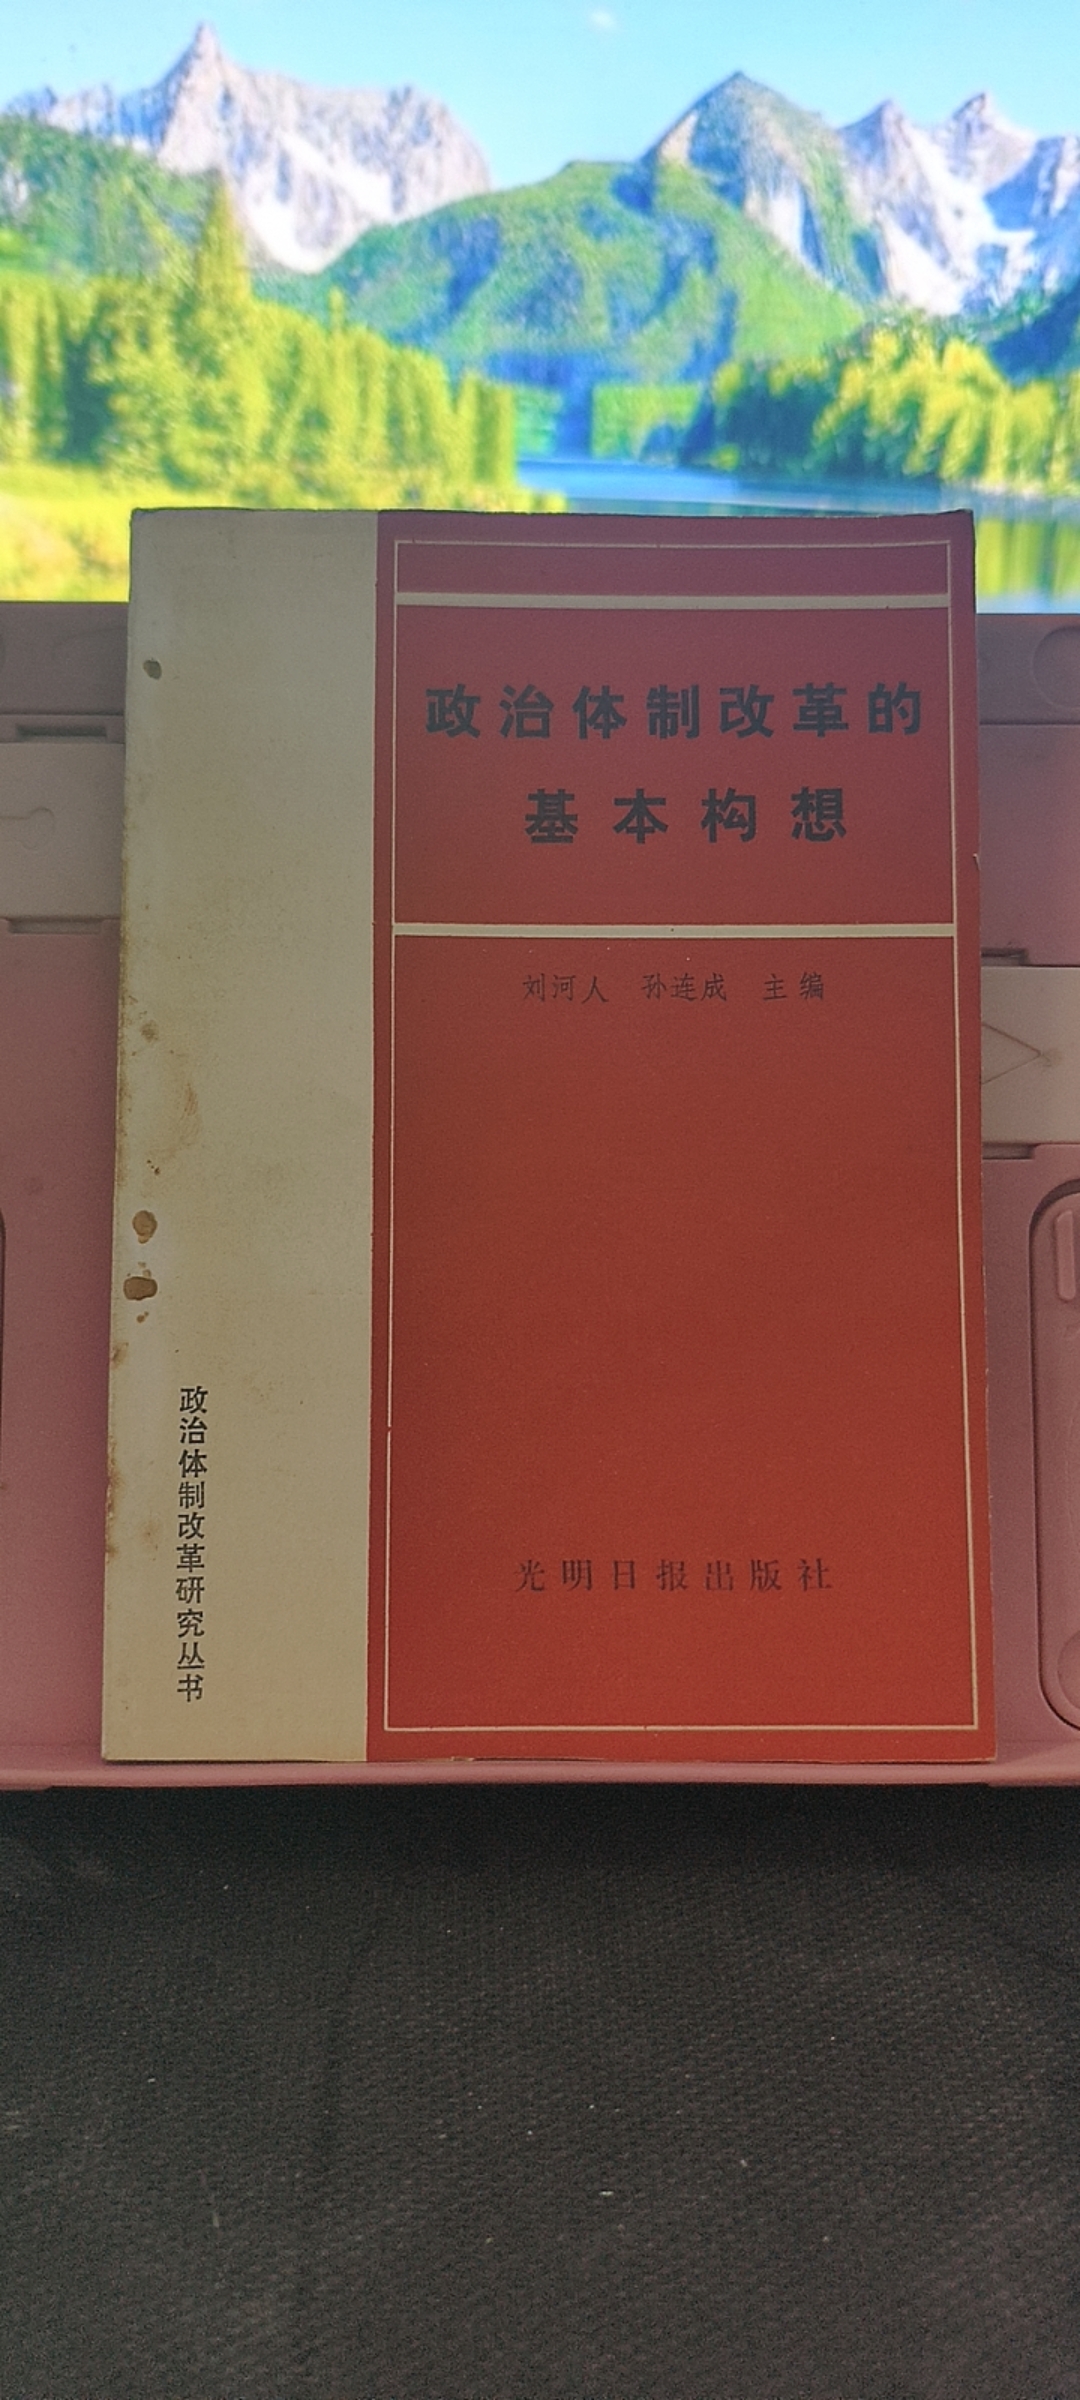 政治体制改革的
基本构想
刘河人 孙连成 主编
光明日报出版社
政治体制改革研究丛书